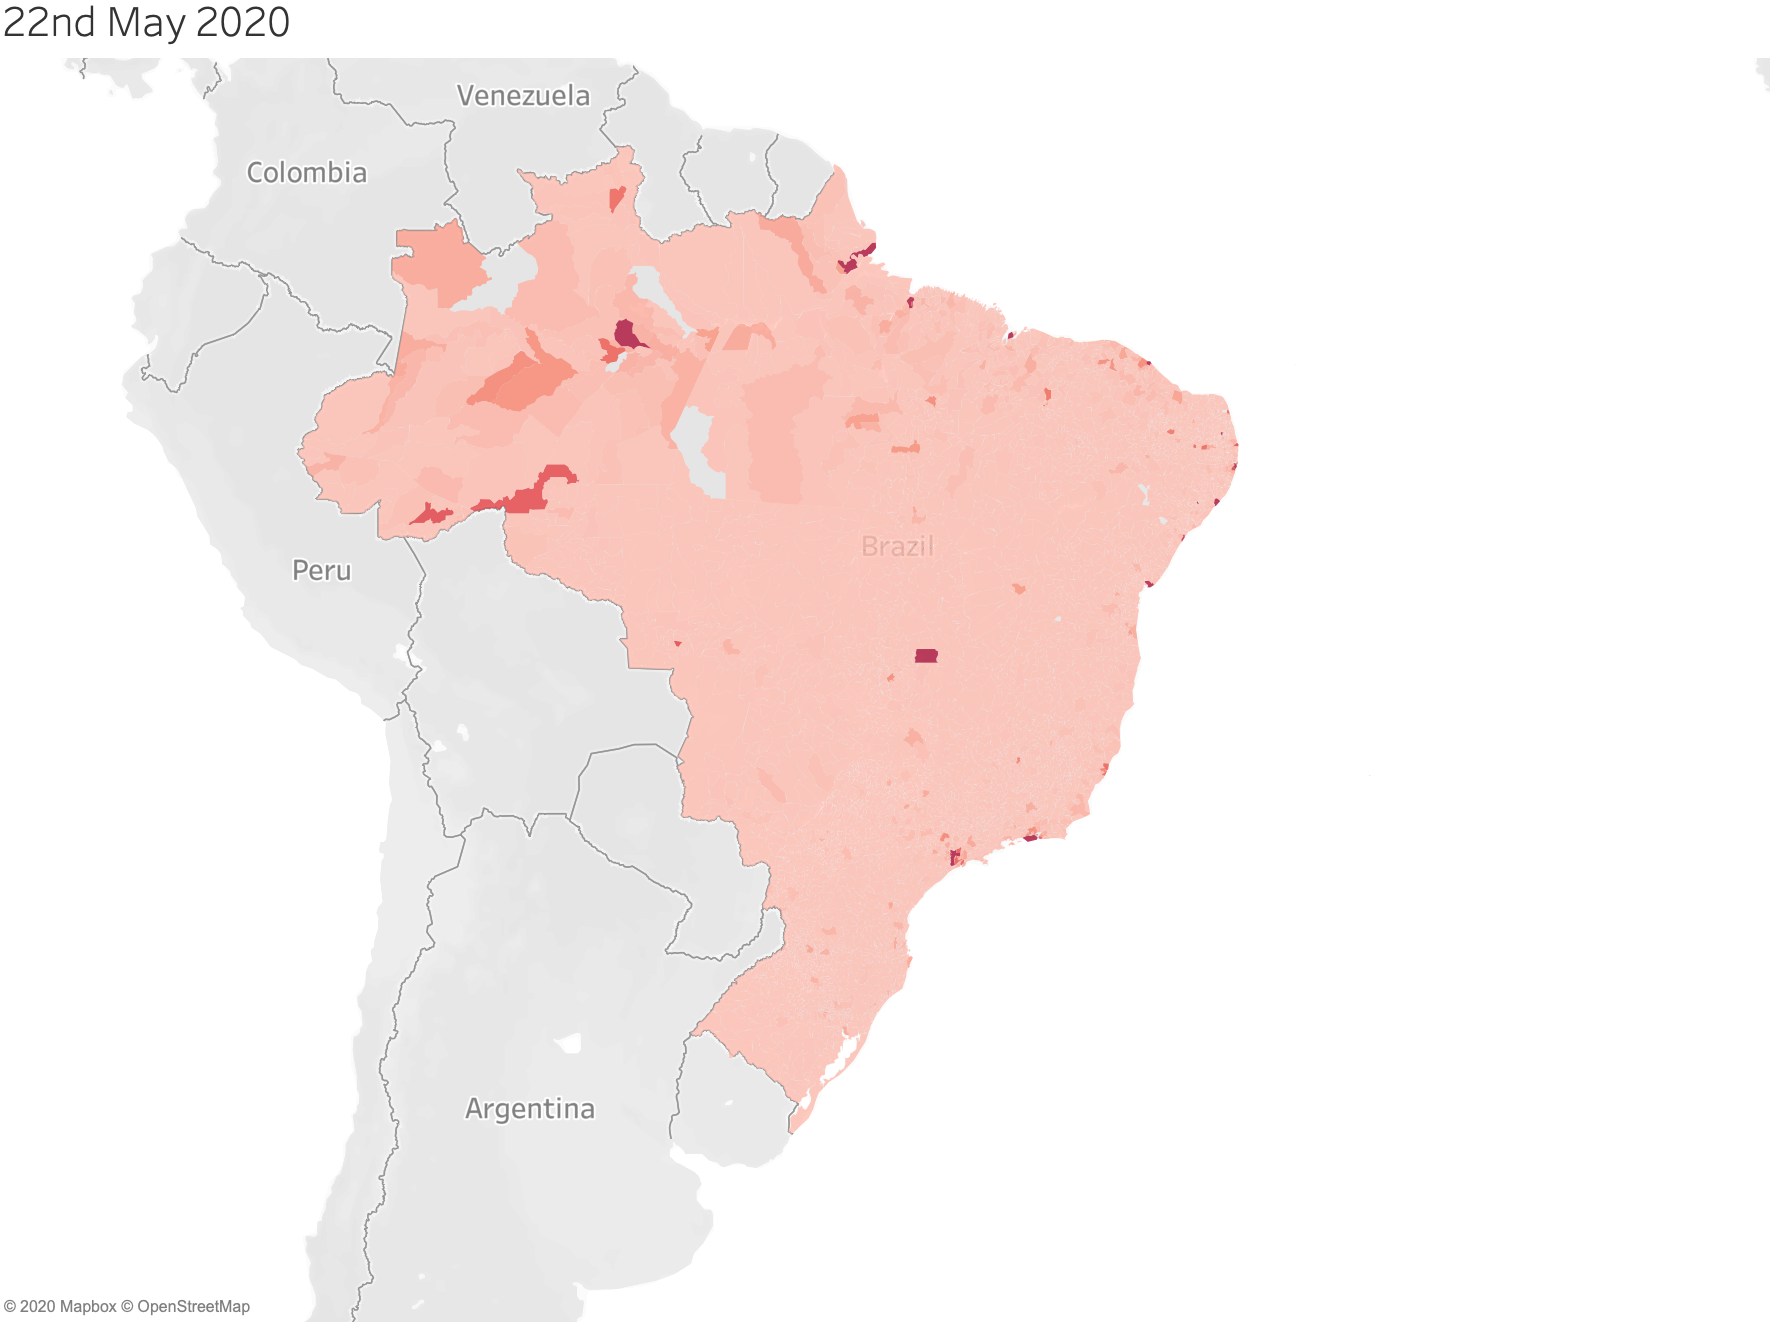 22nd May 2020
Venezuela
Colombia
Brazil
Peru
Argentina
© 2020 Mapbox © OpenStreetMap